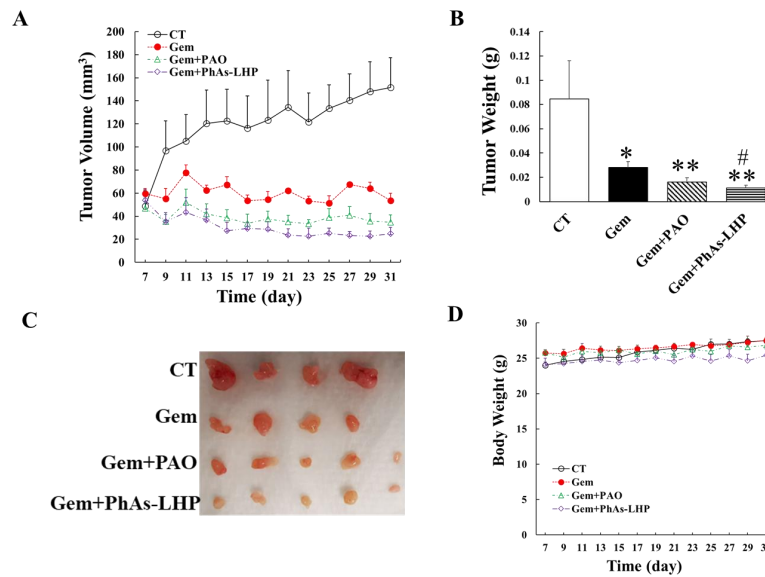 A
CT
Gem
Gem+PAO
Gem+PhAs-LHP
Tumor Volume (mm³)
200
180
160
140
120
100
80
60
40
20
0
7 9 11 13 15 17 19 21 23 25 27 29 31
Time (day)
B
Tumor Weight (g)
0.12
0.1
0.08
0.06
0.04
0.02
0
*
**
#
**
CT
Gem
Gem+PAO
Gem+PhAs-LHP
C
CT
Gem
Gem+PAO
Gem+PhAs-LHP
D
Body Weight (g)
30
25
20
15
10
5
0
CT
Gem
Gem+PAO
Gem+PhAs-LHP
7 9 11 13 15 17 19 21 23 25 27 29
Time (day)